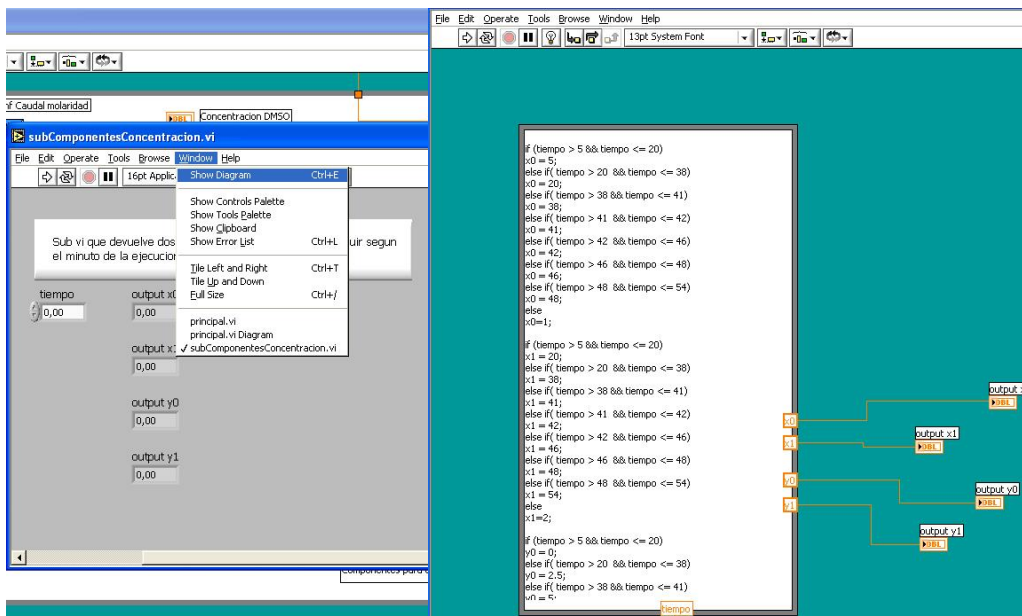 nf Caudal molaridad
DBL
Concentracion DMSO
subComponentesConcentracion.vi
File Edit Operate Tools Browse Window Help
16pt Applic
Show Diagram Ctrl+E
Show Controls Palette
Show Tools Palette
Show Clipboard
Show Error List Ctrl+L
Tile Left and Right Ctrl+T
Tile Up and Down
Full Size Ctrl+/
principal.vi
principal.vi Diagram
✓ subComponentesConcentracion.vi
Sub vi que devuelve dos uir segun
el minuto de la ejecucion
tiempo
0,00
output x0
0,00
output x1
0,00
output y0
0,00
output y1
0,00
File Edit Operate Tools Browse Window Help
13pt System Font
if (tiempo > 5 && tiempo <= 20)
x0 = 5;
else if( tiempo > 20 && tiempo <= 38)
x0 = 20;
else if( tiempo > 38 && tiempo <= 41)
x0 = 38;
else if( tiempo > 41 && tiempo <= 42)
x0 = 41;
else if( tiempo > 42 && tiempo <= 46)
x0 = 42;
else if( tiempo > 46 && tiempo <= 48)
x0 = 46;
else if( tiempo > 48 && tiempo <= 54)
x0 = 48;
else
x0=1;
if (tiempo > 5 && tiempo <= 20)
x1 = 20;
else if( tiempo > 20 && tiempo <= 38)
x1 = 38;
else if( tiempo > 38 && tiempo <= 41)
x1 = 41;
else if( tiempo > 41 && tiempo <= 42)
x1 = 42;
else if( tiempo > 42 && tiempo <= 46)
x1 = 46;
else if( tiempo > 46 && tiempo <= 48)
x1 = 48;
else if( tiempo > 48 && tiempo <= 54)
x1 = 54;
else
x1=2;
if (tiempo > 5 && tiempo <= 20)
y0 = 0;
else if( tiempo > 20 && tiempo <= 38)
y0 = 2.5;
else if( tiempo > 38 && tiempo <= 41)
y0 = 5;
tiempo
x0
x1
y0
y1
output
DBL
output x1
DBL
output y0
DBL
output y1
DBL